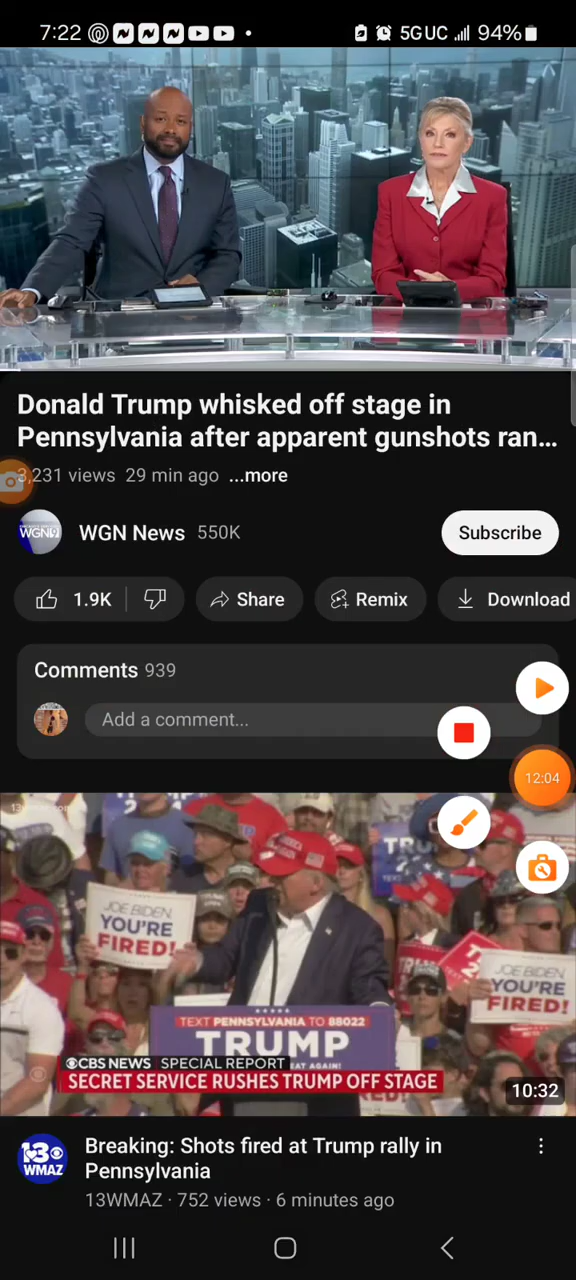 7:22
5G UC
94%
Donald Trump whisked off stage in
Pennsylvania after apparent gunshots ran...
3,231 views 29 min ago ...more
WGN9
WGN News 550K
Subscribe
1.9K
Share
Remix
Download
Comments 939
Add a comment...
12:04
JOE BIDEN
YOU'RE
FIRED!
JOE BIDEN
YOU'RE
FIRED!
TEXT PENNSYLVANIA TO 88022
TRUMP
CBS NEWS SPECIAL REPORT
SECRET SERVICE RUSHES TRUMP OFF STAGE
10:32
13
WMAZ
Breaking: Shots fired at Trump rally in
Pennsylvania
13WMAZ · 752 views · 6 minutes ago